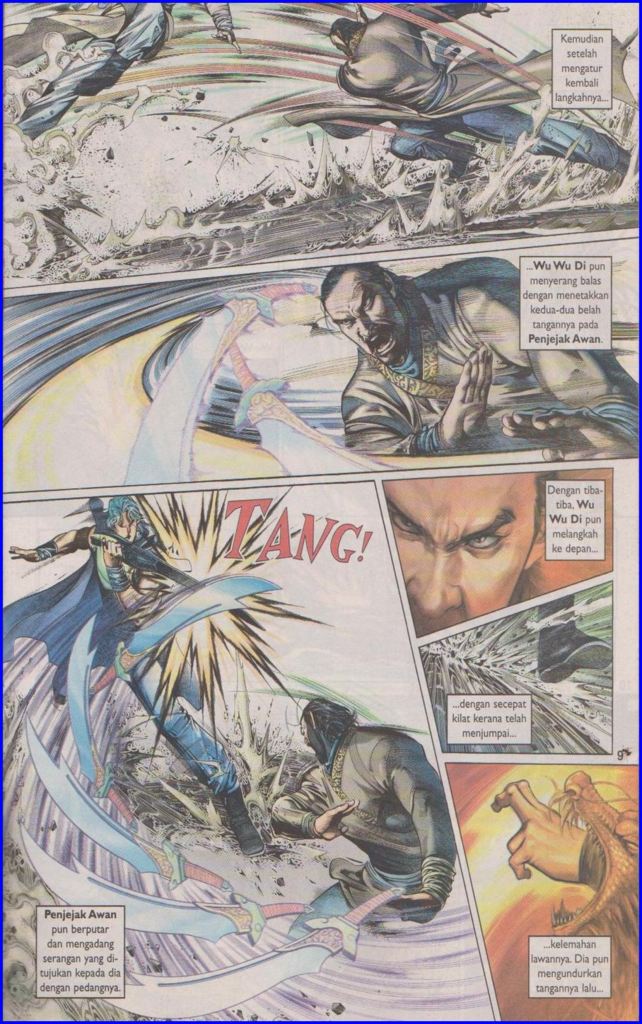 Kemudian
setelah
mengatur
kembali
langkahnya...
...Wu Wu Di pun
menyerang balas
dengan menetakkan
kedua-dua belah
tangannya pada
Penjejak Awan.
TANG!
Dengan tiba-
tiba, Wu
Wu Di pun
melangkah
ke depan...
...dengan secepat
kilat kerana telah
menjumpai...
9
Penjejak Awan
pun berputar
dan mengadang
serangan yang di-
tujukan kepada dia
dengan pedangnya.
...kelemahan
lawannya. Dia pun
mengundurkan
tangannya lalu...